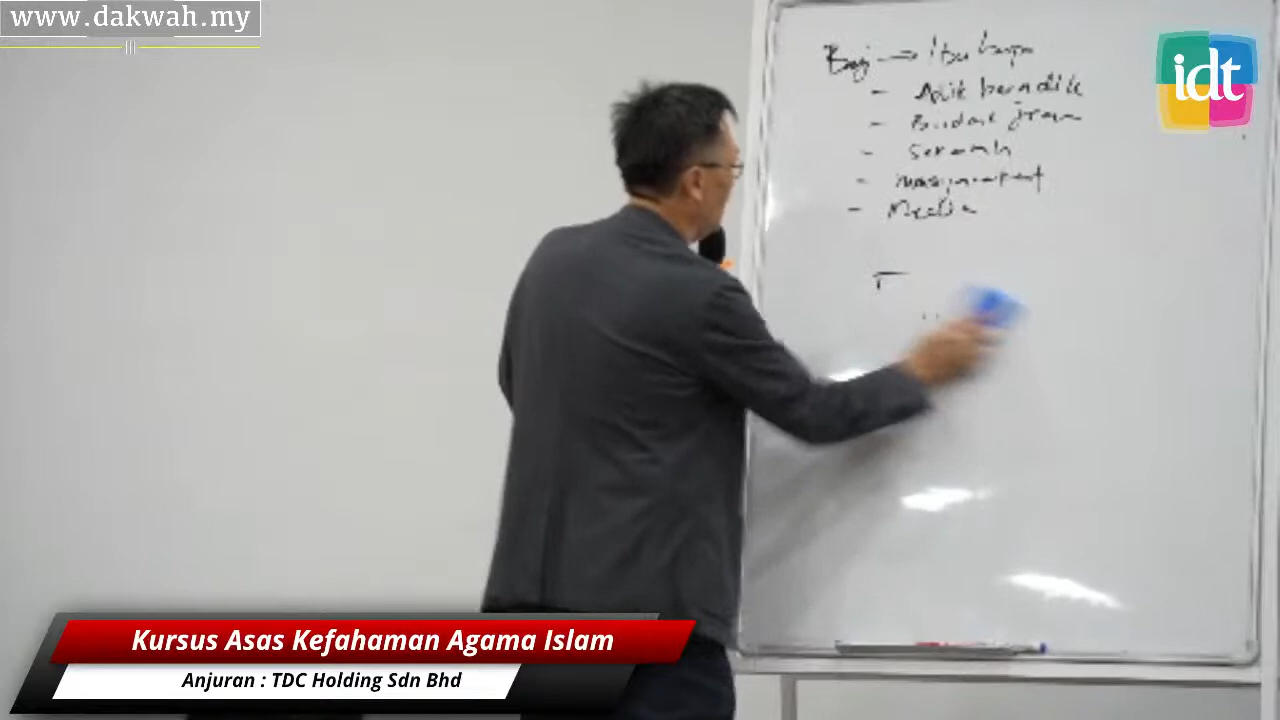 www.dakwah.my
idt
Bayi → Ibu bapa
- Adik beradik
- jiran
- Sekolah
- masyarakat
- Media
Kursus Asas Kefahaman Agama Islam
Anjuran : TDC Holding Sdn Bhd